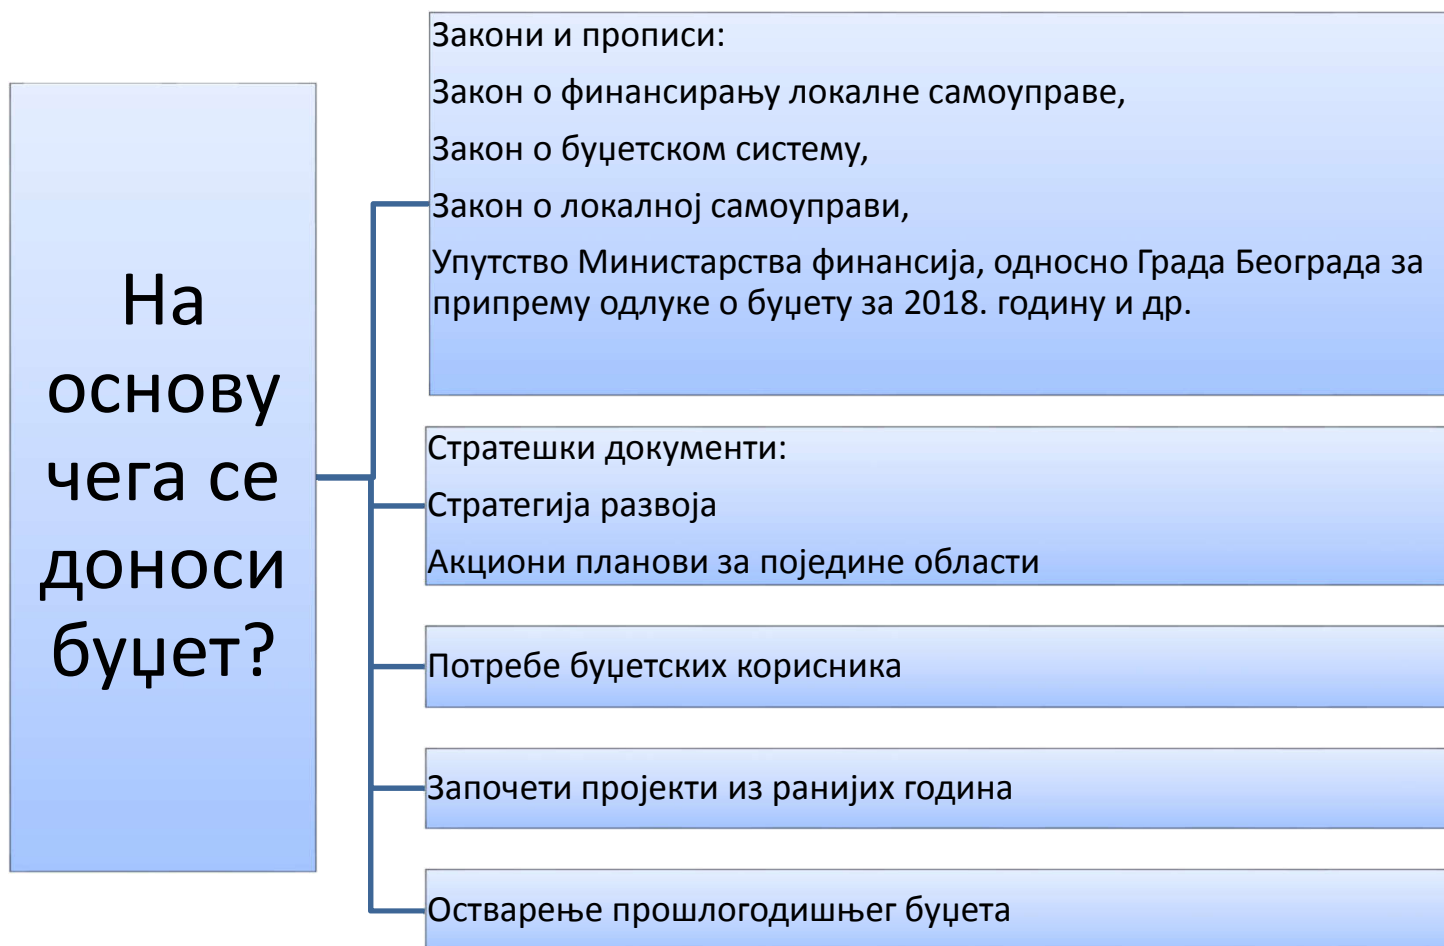 На
основу
чега се
доноси
буџет?
Закони и прописи:
Закон о финансирању локалне самоуправе,
Закон о буџетском систему,
Закон о локалној самоуправи,
Упутство Министарства финансија, односно Града Београда за
припрему одлуке о буџету за 2018. годину и др.
Стратешки документи:
Стратегија развоја
Акциони планови за поједине области
Потребе буџетских корисника
Започети пројекти из ранијих година
Остварење прошлогодишњег буџета